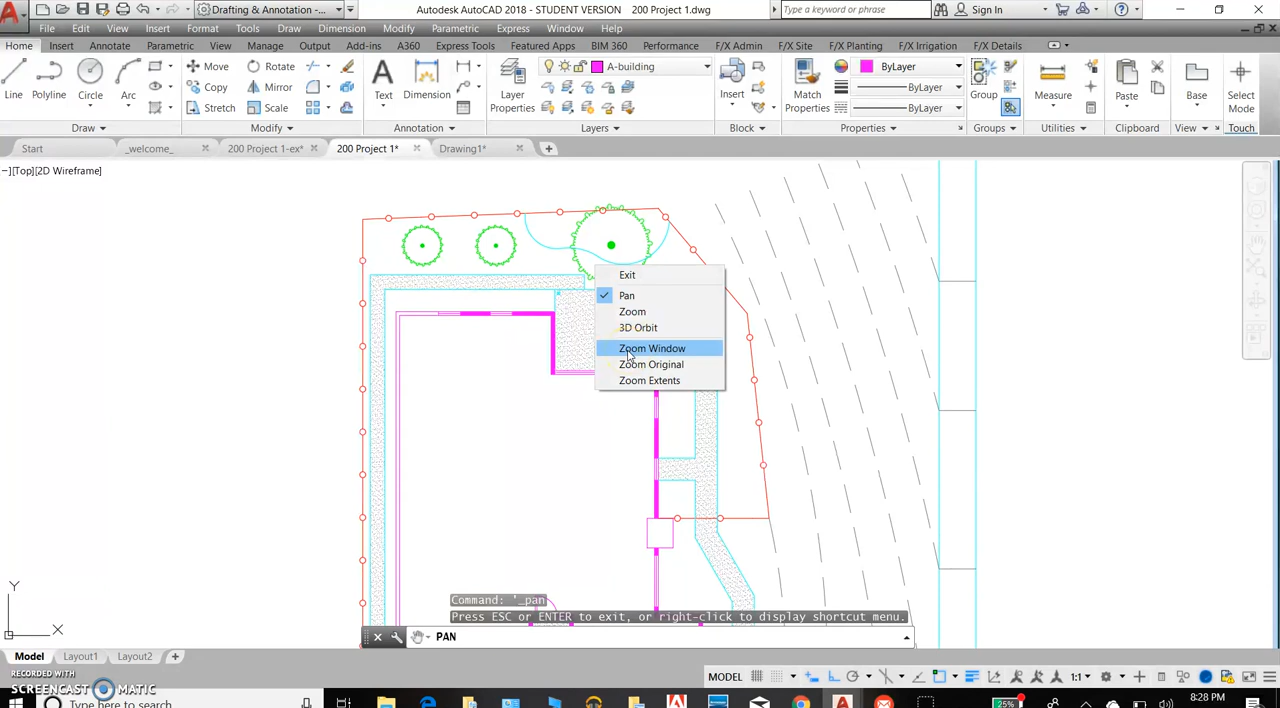 Drafting & Annotation
Autodesk AutoCAD 2018 - STUDENT VERSION 200 Project 1.dwg
Type a keyword or phrase
Sign In
File Edit View Insert Format Tools Draw Dimension Modify Parametric Express Window Help
Home Insert Annotate Parametric View Manage Output Add-ins A360 Express Tools Featured Apps BIM 360 Performance F/X Admin F/X Site F/X Planting F/X Irrigation F/X Details
Line Polyline Circle Arc
Move Rotate
Copy Mirror
Stretch Scale
Text Dimension
Layer
Properties
A-building
Insert
Match
Properties
ByLayer
ByLayer
ByLayer
Group
Measure
Paste
Base
Select
Mode
Draw Modify Annotation Layers Block Properties Groups Utilities Clipboard View Touch
Start _welcome_ 200 Project 1-ex* 200 Project 1* Drawing1*
–][Top][2D Wireframe]
Exit
Pan
Zoom
3D Orbit
Zoom Window
Zoom Original
Zoom Extents
Y
X
Command: '_pan
Press ESC or ENTER to exit, or right-click to display shortcut menu.
PAN
Model Layout1 Layout2
RECORDED WITH
SCREENCAST MATIC
MODEL
1:1
Type here to search
25%
8:28 PM